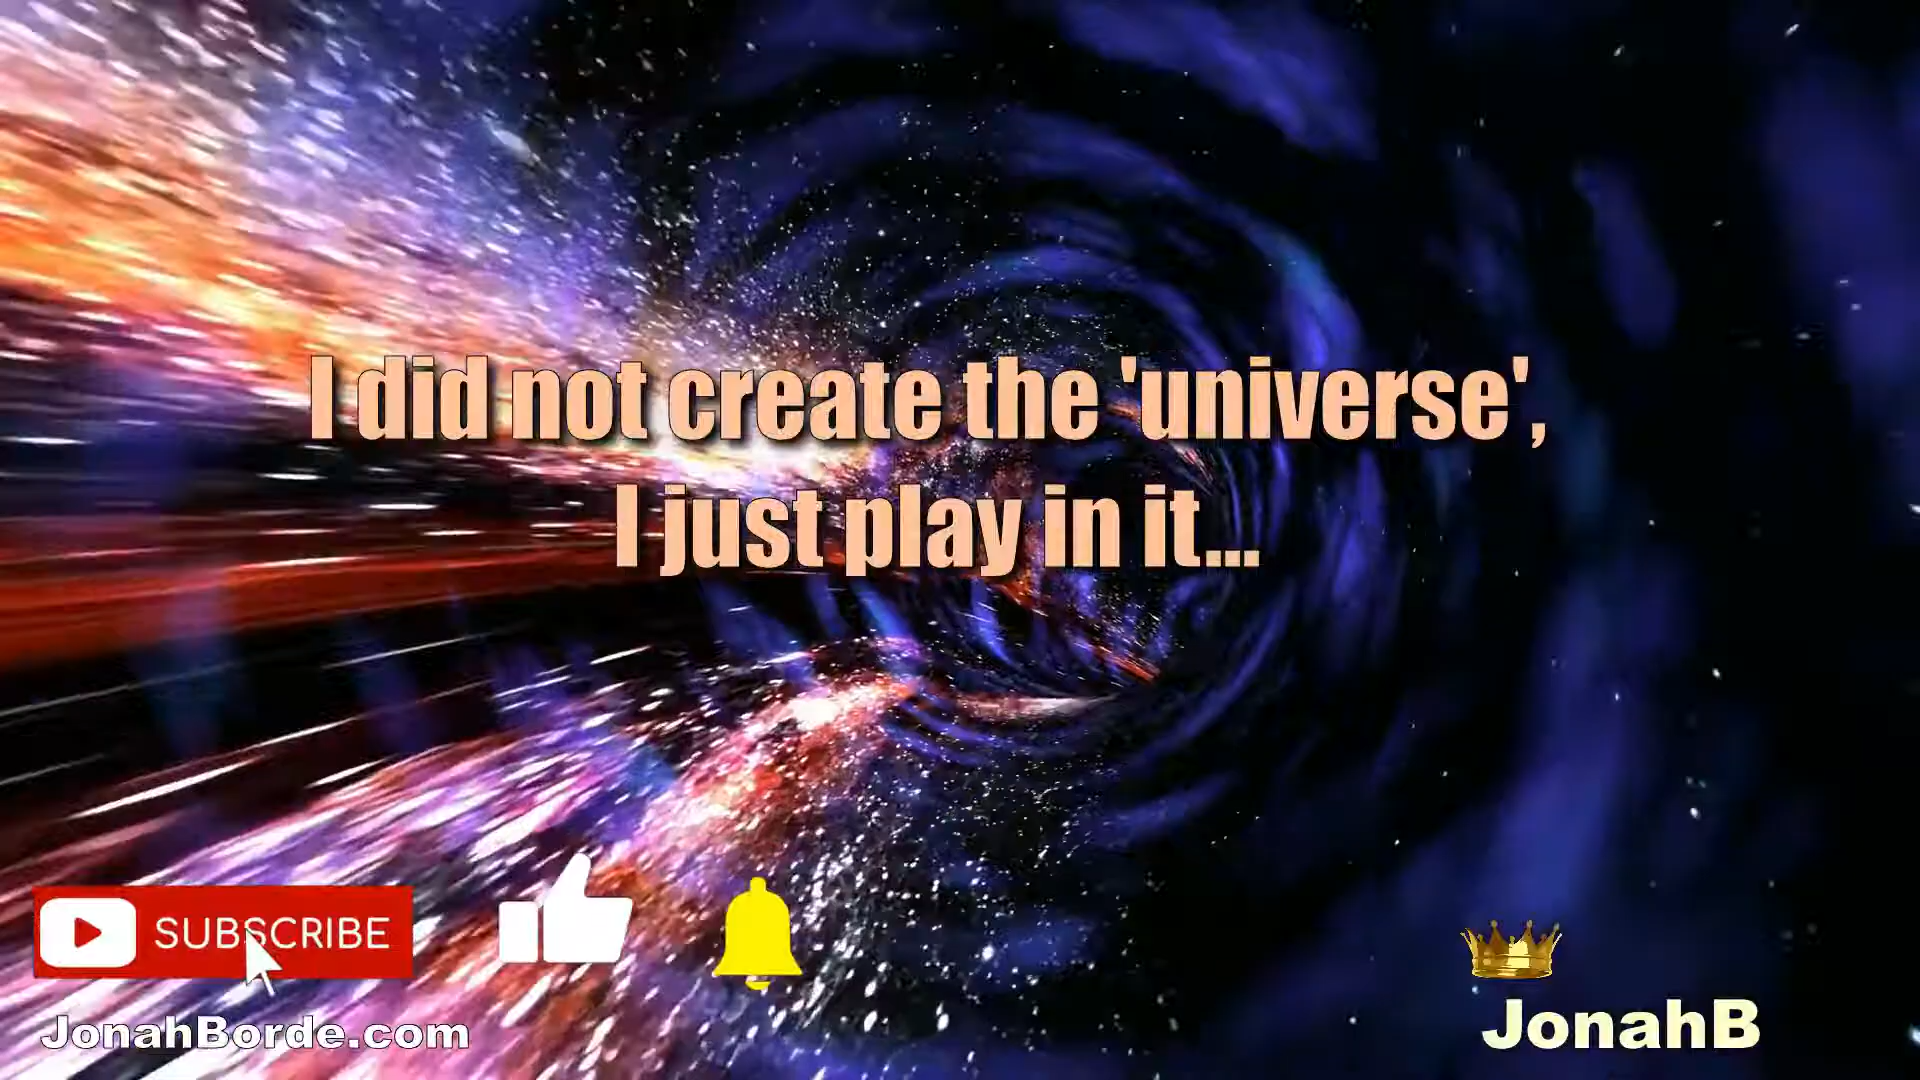 I did not create the 'universe',
I just play in it...
SUBSCRIBE
JonahBorde.com
JonahB